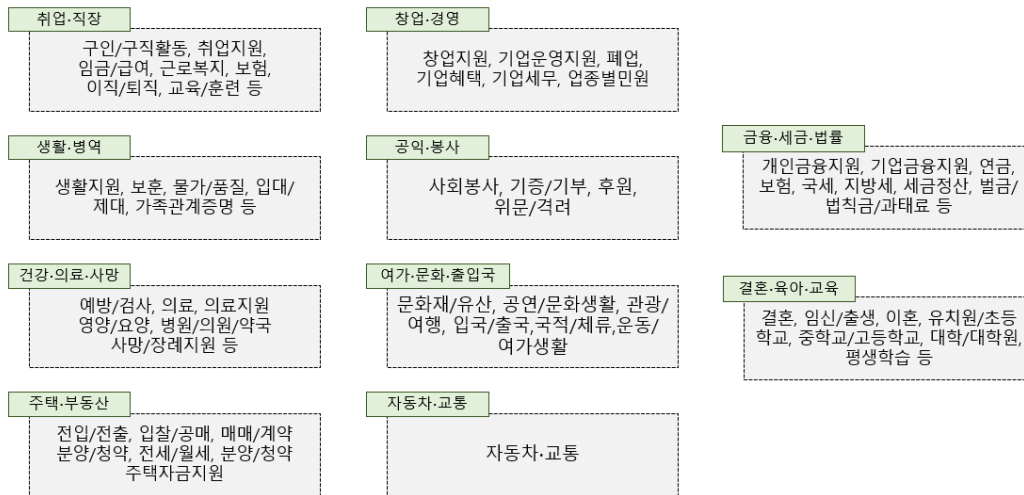 취업·직장
구인/구직활동, 취업지원,
임금/급여, 근로복지, 보험,
이직/퇴직, 교육/훈련 등
창업·경영
창업지원, 기업운영지원, 폐업,
기업혜택, 기업세무, 업종별민원
생활·병역
생활지원, 보훈, 물가/품질, 입대/
제대, 가족관계증명 등
공익·봉사
사회봉사, 기증/기부, 후원,
위문/격려
금융·세금·법률
개인금융지원, 기업금융지원, 연금,
보험, 국세, 지방세, 세금정산, 벌금/
법칙금/과태료 등
건강·의료·사망
예방/검사, 의료, 의료지원
영양/요양, 병원/의원/약국
사망/장례지원 등
여가·문화·출입국
문화재/유산, 공연/문화생활, 관광/
여행, 입국/출국,국적/체류,운동/
여가생활
결혼·육아·교육
결혼, 임신/출생, 이혼, 유치원/초등
학교, 중학교/고등학교, 대학/대학원,
평생학습 등
주택·부동산
전입/전출, 입찰/공매, 매매/계약
분양/청약, 전세/월세, 분양/청약
주택자금지원
자동차·교통
자동차·교통